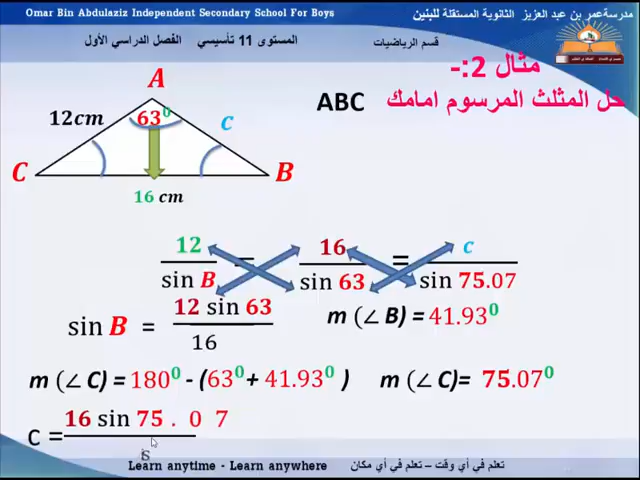 Omar Bin Abdulaziz Independent Secondary School For Boys
مدرسة عمر بن عبد العزيز الثانوية المستقلة للبنين
قسم الرياضيات
المستوى 11 تأسيسي
الفصل الدراسي الأول
مثال 2:-
حل المثلث المرسوم امامك ABC
A
12cm 63⁰ c
C B
16 cm
12 / sin B = 16 / sin 63 = c / sin 75.07
sin B = 12 sin 63 / 16
m (∠ B) = 41.93⁰
m (∠ C) = 180⁰ - (63⁰ + 41.93⁰ )
m (∠ C)= 75.07⁰
c = 16 sin 75 . 0 7
Learn anytime - Learn anywhere
تعلم في أي وقت – تعلم في أي مكان